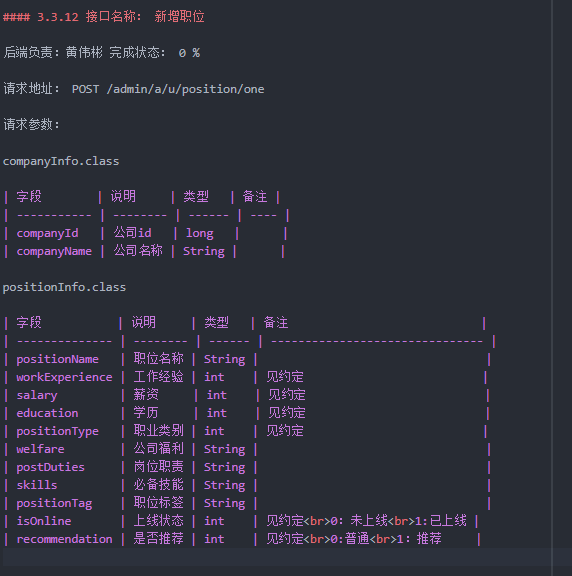 #### 3.3.12 接口名称： 新增职位
后端负责：黄伟彬 完成状态： 0 %
请求地址： POST /admin/a/u/position/one
请求参数：
companyInfo.class
| 字段 | 说明 | 类型 | 备注 |
| ----------- | -------- | ------ | ---- |
| companyId | 公司id | long | |
| companyName | 公司名称 | String | |
positionInfo.class
| 字段 | 说明 | 类型 | 备注 |
| -------------- | -------- | ------ | -------------------------------- |
| positionName | 职位名称 | String | |
| workExperience | 工作经验 | int | 见约定 |
| salary | 薪资 | int | 见约定 |
| education | 学历 | int | 见约定 |
| positionType | 职业类别 | int | 见约定 |
| welfare | 公司福利 | String | |
| postDuties | 岗位职责 | String | |
| skills | 必备技能 | String | |
| positionTag | 职位标签 | String | |
| isOnline | 上线状态 | int | 见约定<br>0：未上线<br>1:已上线 |
| recommendation | 是否推荐 | int | 见约定<br>0:普通<br>1：推荐 |